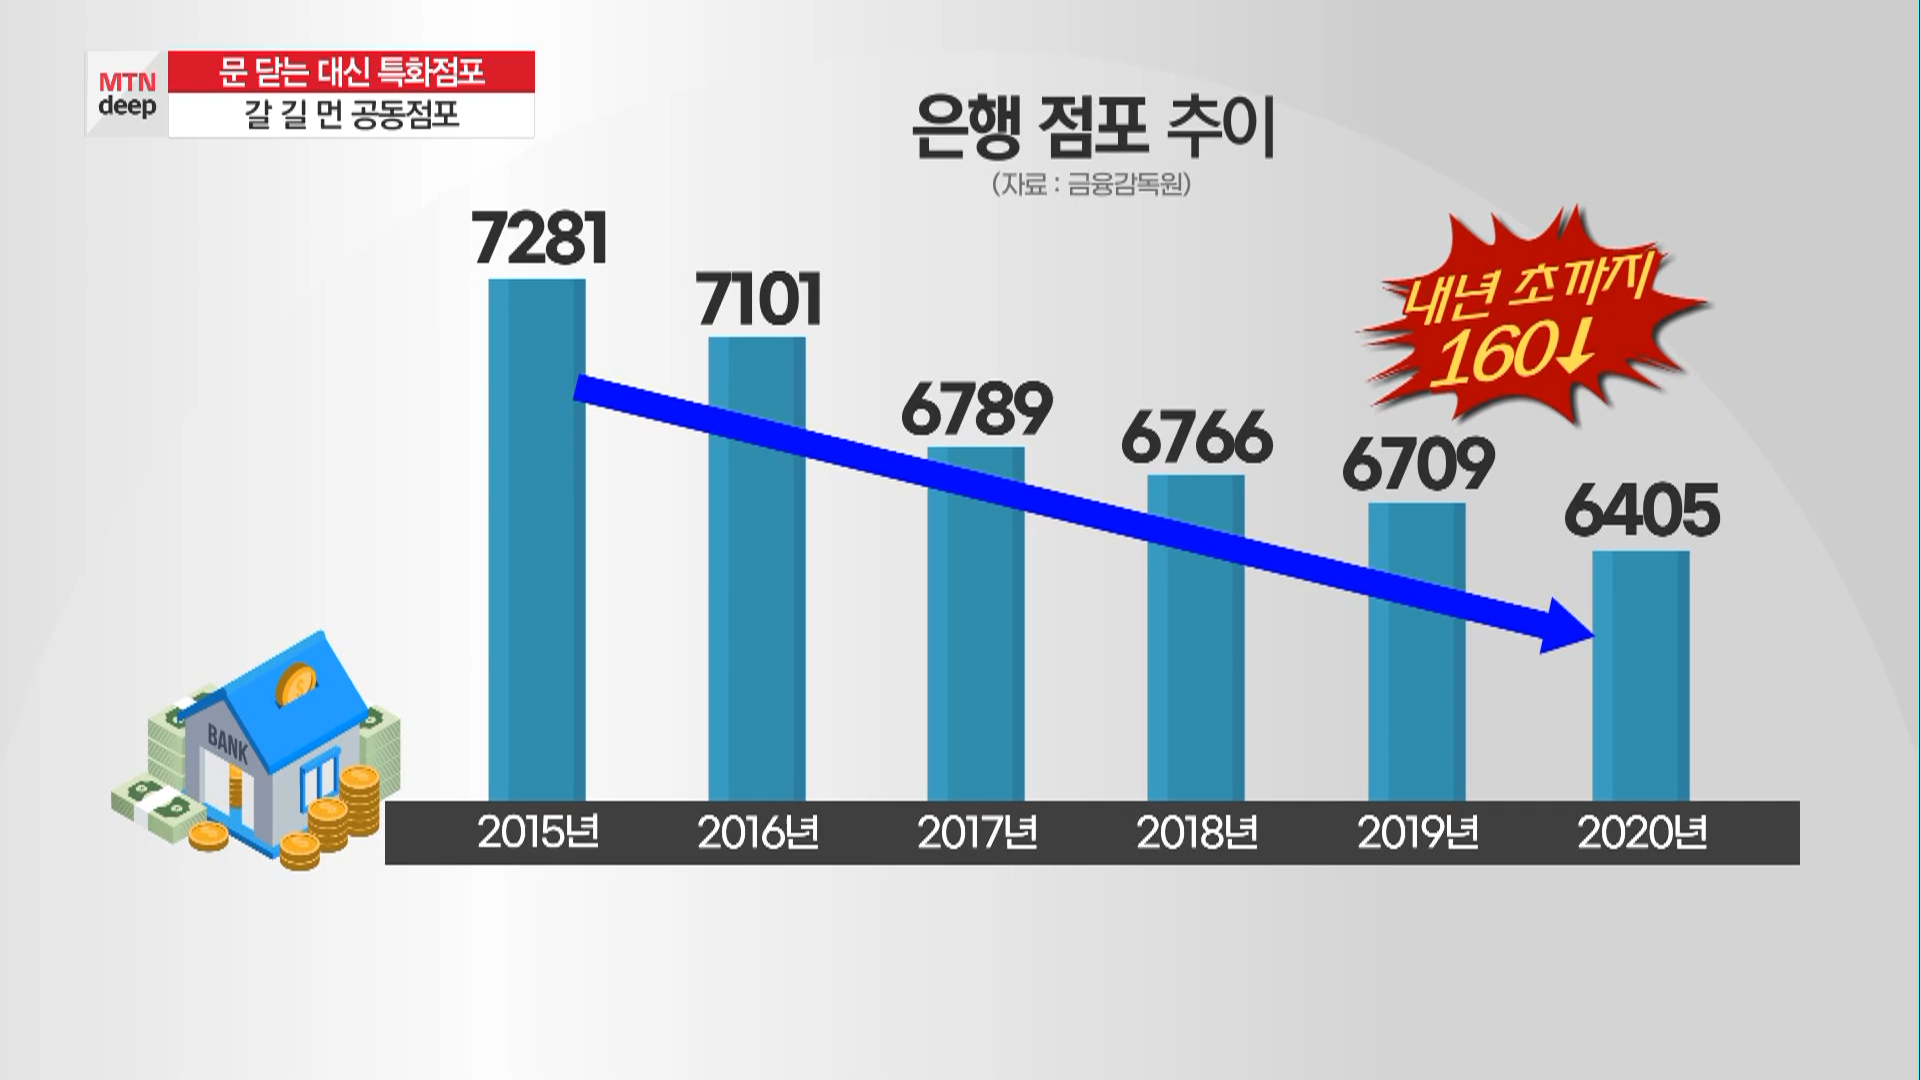 MTN
deep
문 닫는 대신 특화점포
갈 길 먼 공동점포
은행 점포 추이
(자료 : 금융감독원)
내년 초까지
160↓
7281
7101
6789
6766
6709
6405
BANK
2015년
2016년
2017년
2018년
2019년
2020년